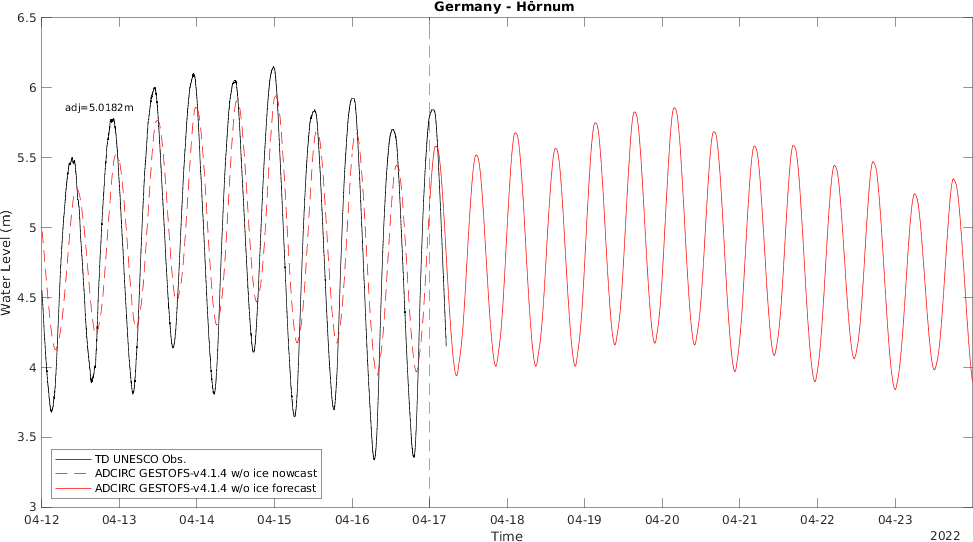 Germany - Hörnum
6.5
6
5.5
5
4.5
4
3.5
3
Water Level (m)
adj=5.0182m
TD UNESCO Obs.
ADCIRC GESTOFS-v4.1.4 w/o ice nowcast
ADCIRC GESTOFS-v4.1.4 w/o ice forecast
04-12 04-13 04-14 04-15 04-16 04-17 04-18 04-19 04-20 04-21 04-22 04-23
Time
2022